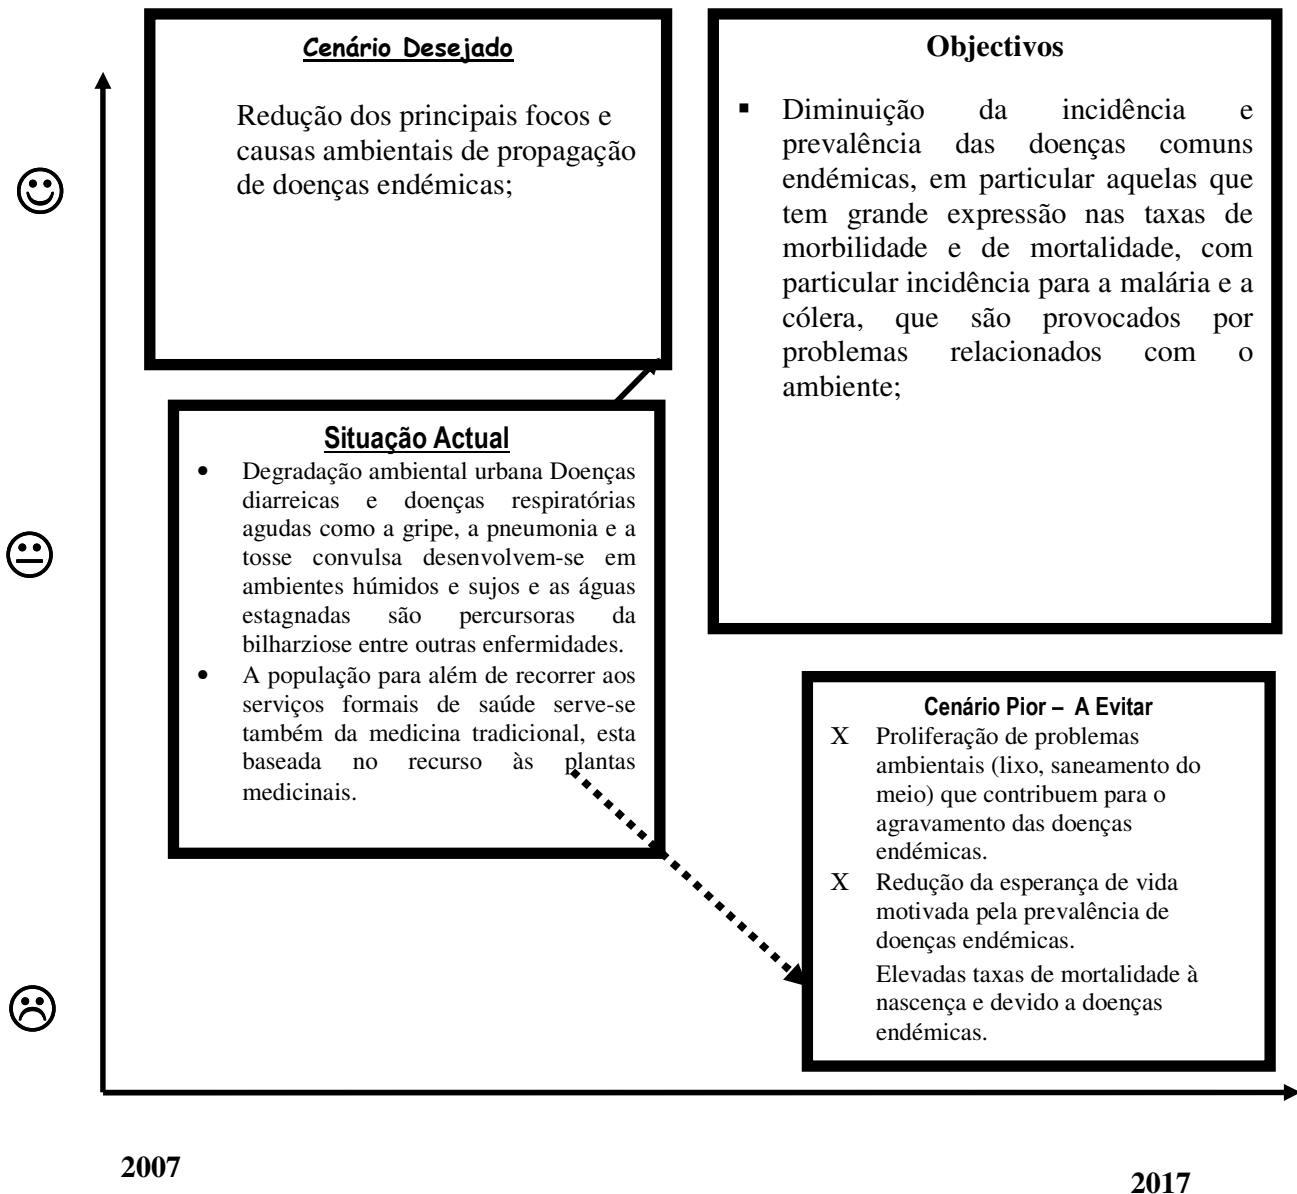 Cenário Desejado
Redução dos principais focos e
causas ambientais de propagação
de doenças endémicas;
Objectivos
▪ Diminuição da incidência e
prevalência das doenças comuns
endémicas, em particular aquelas que
tem grande expressão nas taxas de
morbilidade e de mortalidade, com
particular incidência para a malária e a
cólera, que são provocados por
problemas relacionados com o
ambiente;
Situação Actual
• Degradação ambiental urbana Doenças
diarreicas e doenças respiratórias
agudas como a gripe, a pneumonia e a
tosse convulsa desenvolvem-se em
ambientes húmidos e sujos e as águas
estagnadas são percursoras da
bilharziose entre outras enfermidades.
• A população para além de recorrer aos
serviços formais de saúde serve-se
também da medicina tradicional, esta
baseada no recurso às plantas
medicinais.
Cenário Pior – A Evitar
X Proliferação de problemas
ambientais (lixo, saneamento do
meio) que contribuem para o
agravamento das doenças
endémicas.
X Redução da esperança de vida
motivada pela prevalência de
doenças endémicas.
Elevadas taxas de mortalidade à
nascença e devido a doenças
endémicas.
2007
2017